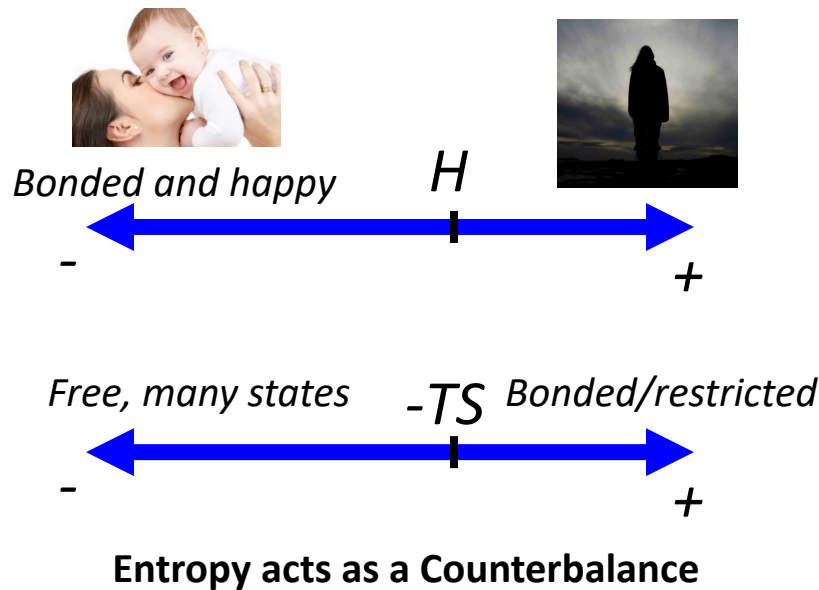 Bonded and happy
H
-
+
Free, many states
-TS
Bonded/restricted
-
+
Entropy acts as a Counterbalance